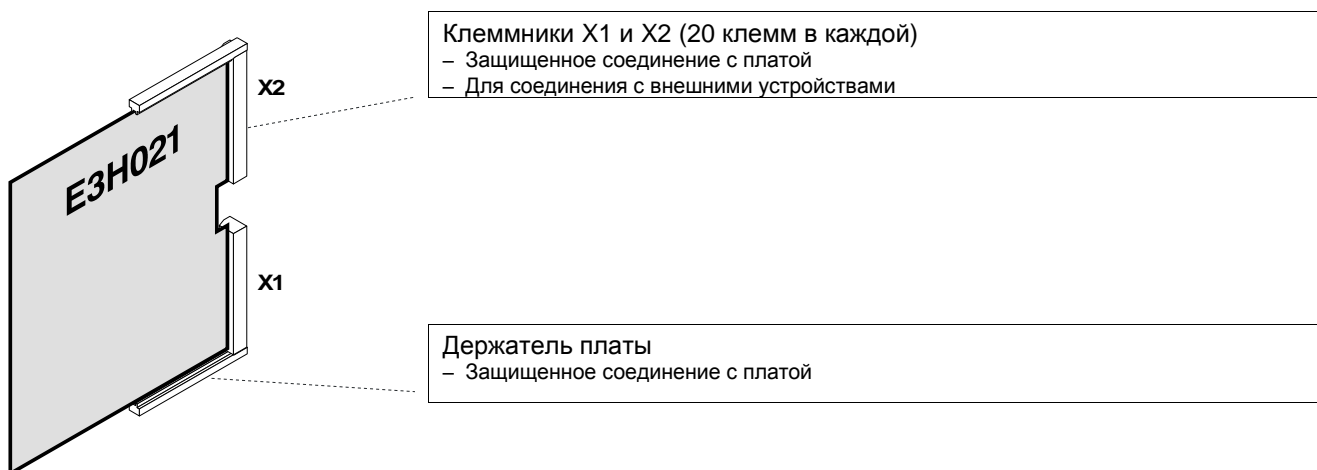 Клеммники X1 и X2 (20 клемм в каждой)
– Защищенное соединение с платой
– Для соединения с внешними устройствами
X2
E3H021
X1
Держатель платы
– Защищенное соединение с платой